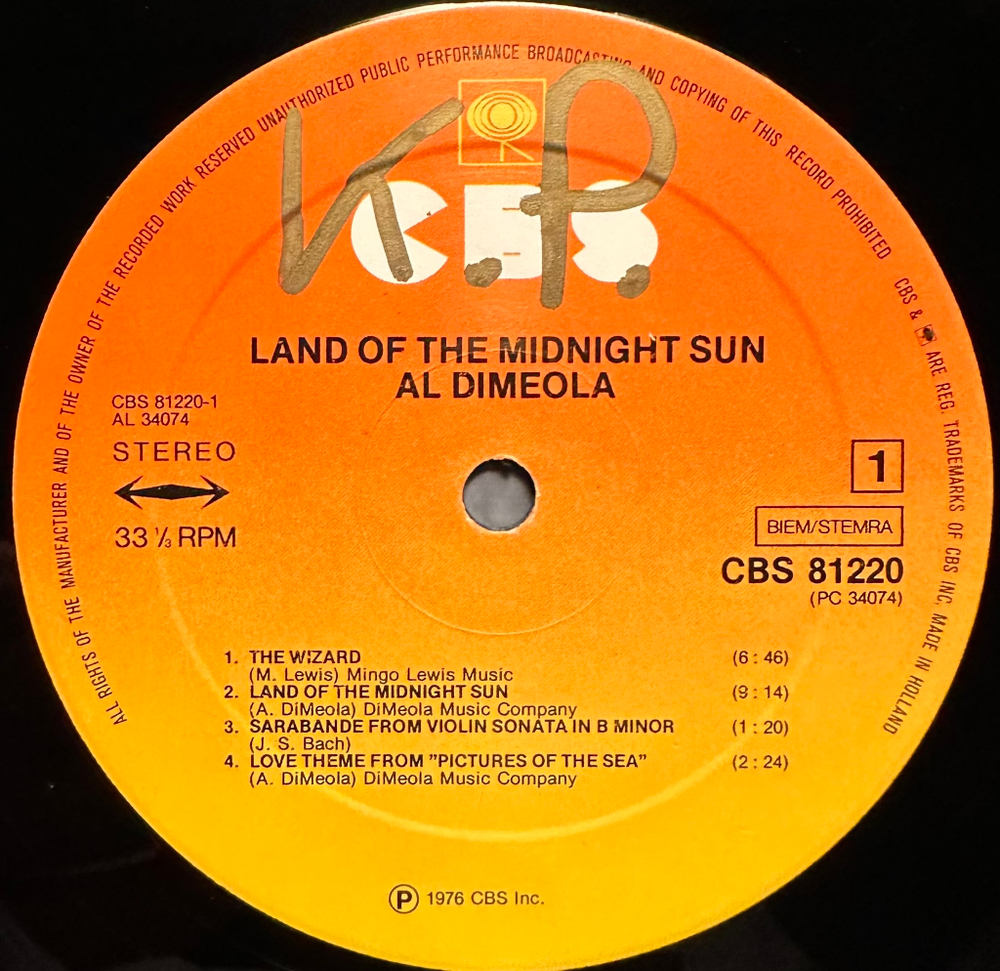 ALL RIGHTS OF THE MANUFACTURER AND OF THE OWNER OF THE RECORDED WORK RESERVED UNAUTHORIZED PUBLIC PERFORMANCE BROADCASTING AND COPYING OF THIS RECORD PROHIBITED CBS & ARE REG. TRADEMARKS OF CBS INC. MADE IN HOLLAND
K.P.
CBS
LAND OF THE MIDNIGHT SUN
AL DIMEOLA
CBS 81220-1
AL 34074
STEREO
33 ⅓ RPM
1
BIEM/STEMRA
CBS 81220
(PC 34074)
1. THE WIZARD (6 : 46)
(M. Lewis) Mingo Lewis Music
2. LAND OF THE MIDNIGHT SUN (9 : 14)
(A. DiMeola) DiMeola Music Company
3. SARABANDE FROM VIOLIN SONATA IN B MINOR (1 : 20)
(J. S. Bach)
4. LOVE THEME FROM ”PICTURES OF THE SEA” (2 : 24)
(A. DiMeola) DiMeola Music Company
Ⓟ 1976 CBS Inc.